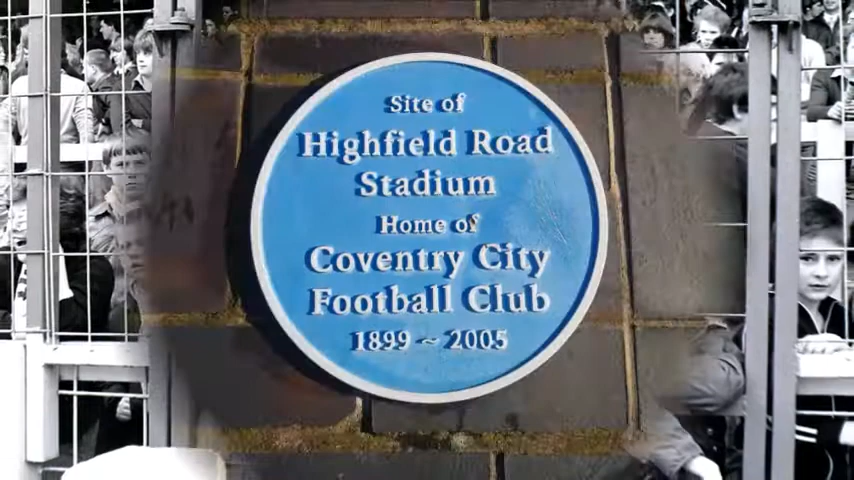 Site of
Highfield Road
Stadium
Home of
Coventry City
Football Club
1899 ~ 2005